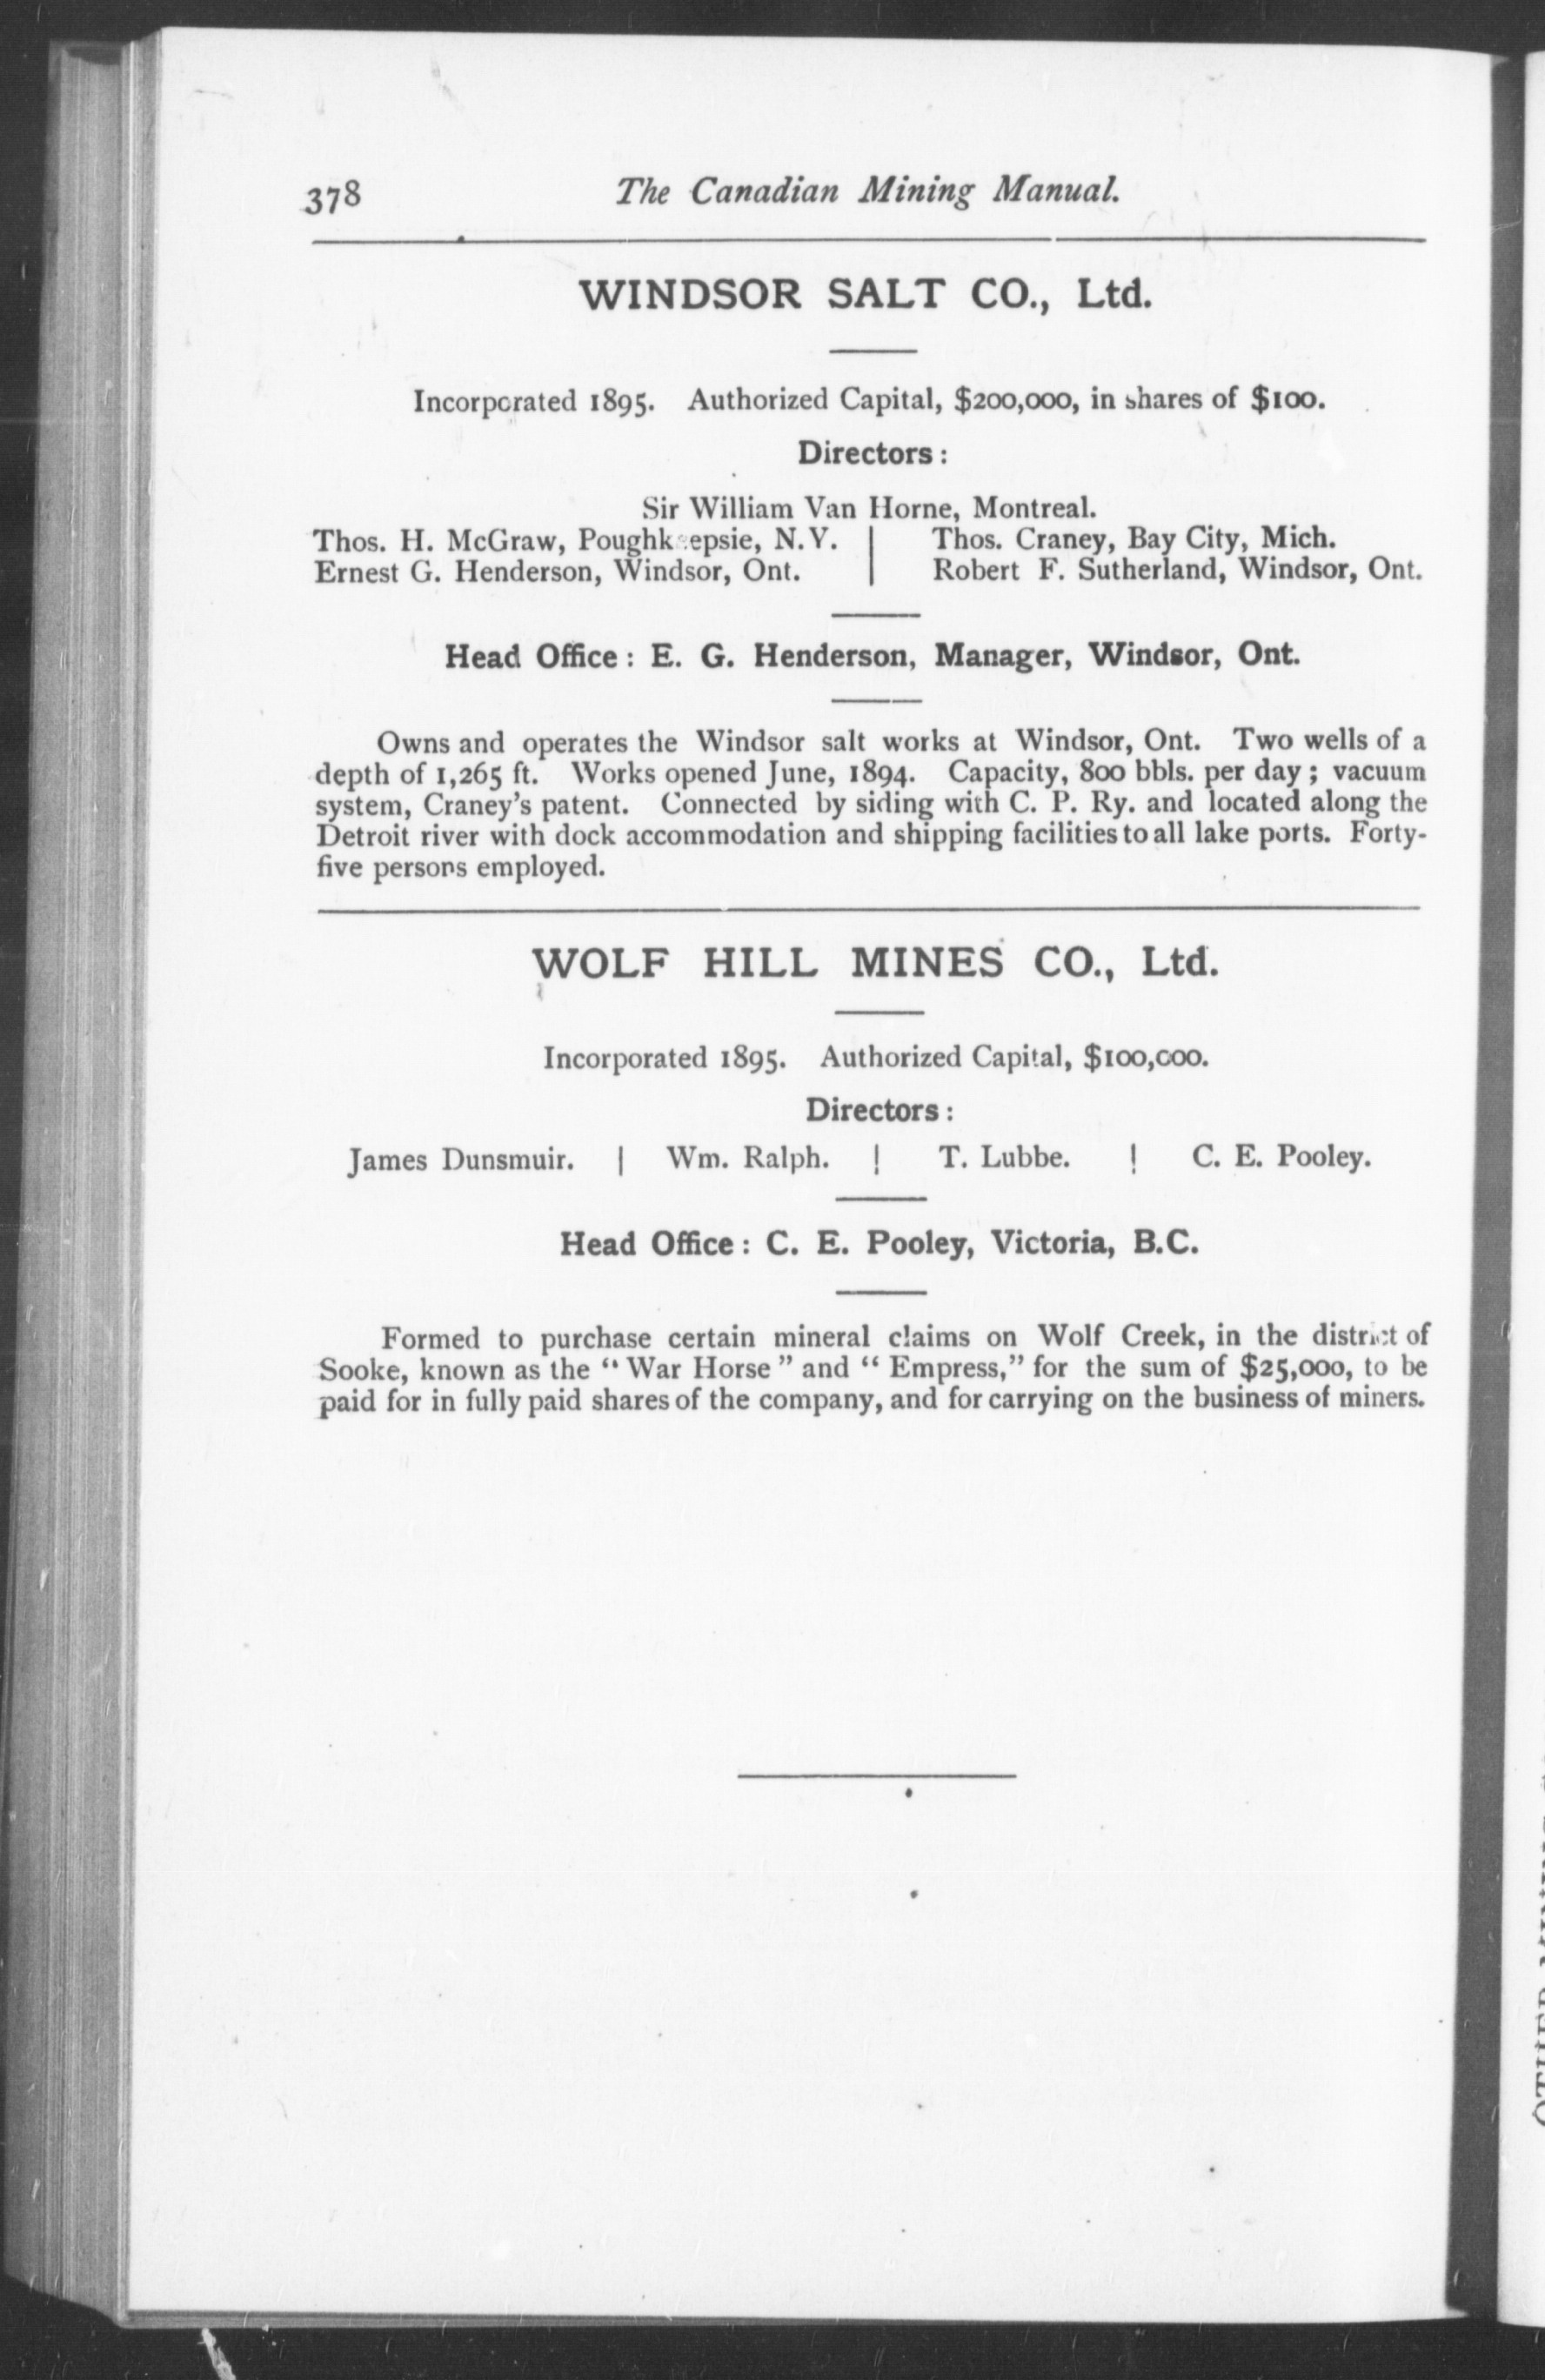 378
The Canadian Mining Manual.
WINDSOR SALT CO., Ltd.
Incorporated 1895. Authorized Capital, $200,000, in shares of $100.
Directors :
Sir William Van Horne, Montreal.
Thos. H. McGraw, Poughkeepsie, N.Y. | Thos. Craney, Bay City, Mich.
Ernest G. Henderson, Windsor, Ont. | Robert F. Sutherland, Windsor, Ont.
Head Office : E. G. Henderson, Manager, Windsor, Ont.
Owns and operates the Windsor salt works at Windsor, Ont. Two wells of a
depth of 1,265 ft. Works opened June, 1894. Capacity, 800 bbls. per day ; vacuum
system, Craney's patent. Connected by siding with C. P. Ry. and located along the
Detroit river with dock accommodation and shipping facilities to all lake ports. Forty-
five persons employed.
WOLF HILL MINES CO., Ltd.
Incorporated 1895. Authorized Capital, $100,000.
Directors :
James Dunsmuir. | Wm. Ralph. | T. Lubbe. | C. E. Pooley.
Head Office : C. E. Pooley, Victoria, B.C.
Formed to purchase certain mineral claims on Wolf Creek, in the district of
Sooke, known as the " War Horse " and " Empress," for the sum of $25,000, to be
paid for in fully paid shares of the company, and for carrying on the business of miners.